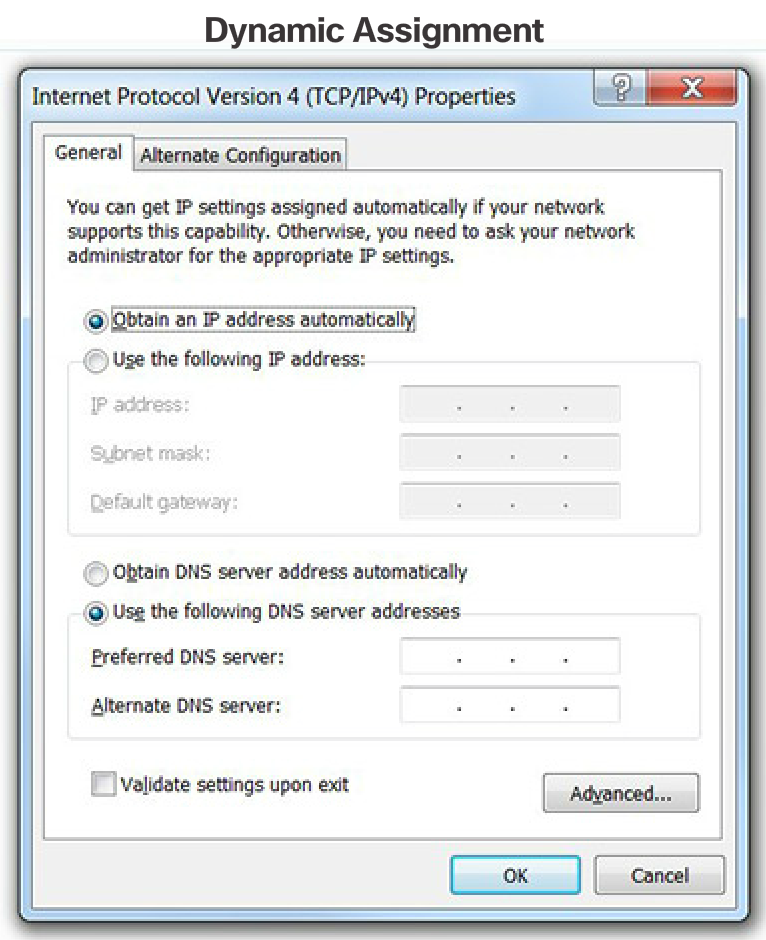 Dynamic Assignment
Internet Protocol Version 4 (TCP/IPv4) Properties
General
Alternate Configuration
You can get IP settings assigned automatically if your network
supports this capability. Otherwise, you need to ask your network
administrator for the appropriate IP settings.
Obtain an IP address automatically
Use the following IP address:
IP address: . . .
Subnet mask: . . .
Default gateway: . . .
Obtain DNS server address automatically
Use the following DNS server addresses
Preferred DNS server: . . .
Alternate DNS server: . . .
Validate settings upon exit
Advanced...
OK
Cancel